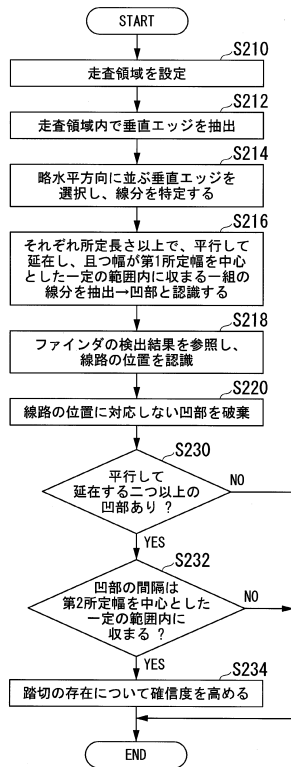 START
S210
走査領域を設定
S212
走査領域内で垂直エッジを抽出
S214
略水平方向に並ぶ垂直エッジを
選択し、線分を特定する
S216
それぞれ所定長さ以上で、平行して
延在し、且つ幅が第1所定幅を中心
とした一定の範囲内に収まる一組の
線分を抽出→凹部と認識する
S218
ファインダの検出結果を参照し、
線路の位置を認識
S220
線路の位置に対応しない凹部を破棄
S230
平行して
延在する二つ以上の
凹部あり ?
NO
YES
S232
凹部の間隔は
第2所定幅を中心とした
一定の範囲内に
収まる ?
NO
YES
S234
踏切の存在について確信度を高める
END